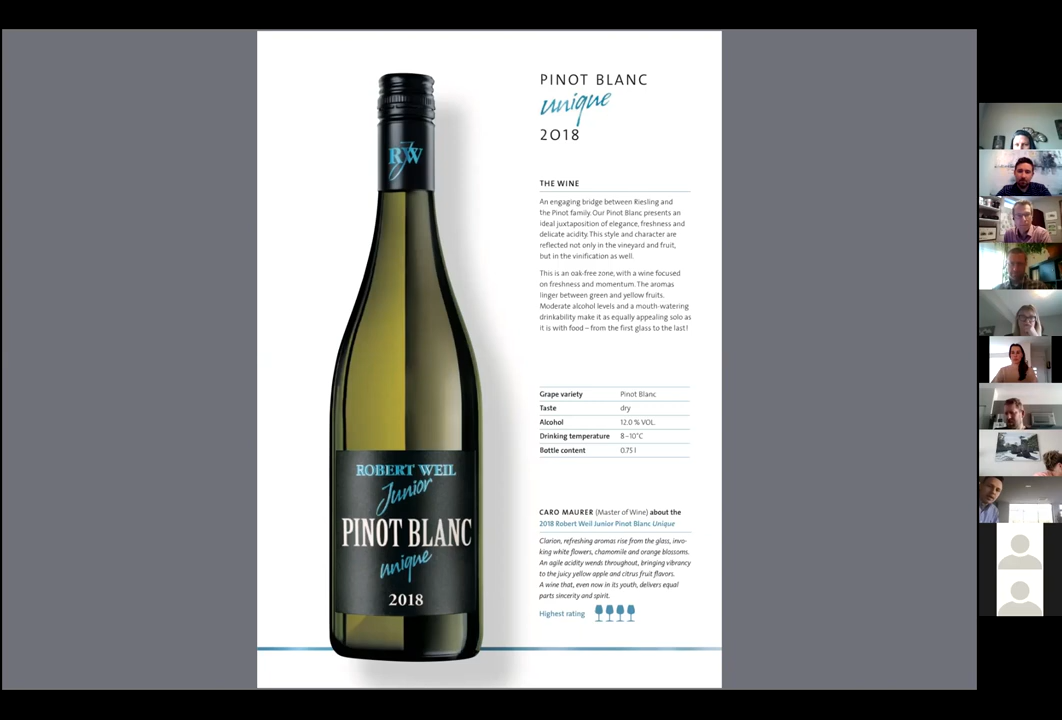 PINOT BLANC
unique
2018
RJW
THE WINE
An engaging bridge between Riesling and
the Pinot family. Our Pinot Blanc presents an
ideal juxtaposition of elegance, freshness and
delicate acidity. This style and character are
reflected not only in the vineyard and fruit,
but in the vinification as well.
This is an oak-free zone, with a wine focused
on freshness and momentum. The aromas
linger between green and yellow fruits.
Moderate alcohol levels and a mouth-watering
drinkability make it as equally appealing solo as
it is with food – from the first glass to the last!
Grape variety Pinot Blanc
Taste dry
Alcohol 12.0 % VOL.
Drinking temperature 8–10°C
Bottle content 0.75 l
ROBERT WEIL
Junior
PINOT BLANC
unique
2018
CARO MAURER (Master of Wine) about the
2018 Robert Weil Junior Pinot Blanc Unique
Clarion, refreshing aromas rise from the glass, invo-
king white flowers, chamomile and orange blossoms.
An agile acidity wends throughout, bringing vibrancy
to the juicy yellow apple and citrus fruit flavors.
A wine that, even now in its youth, delivers equal
parts sincerity and spirit.
Highest rating